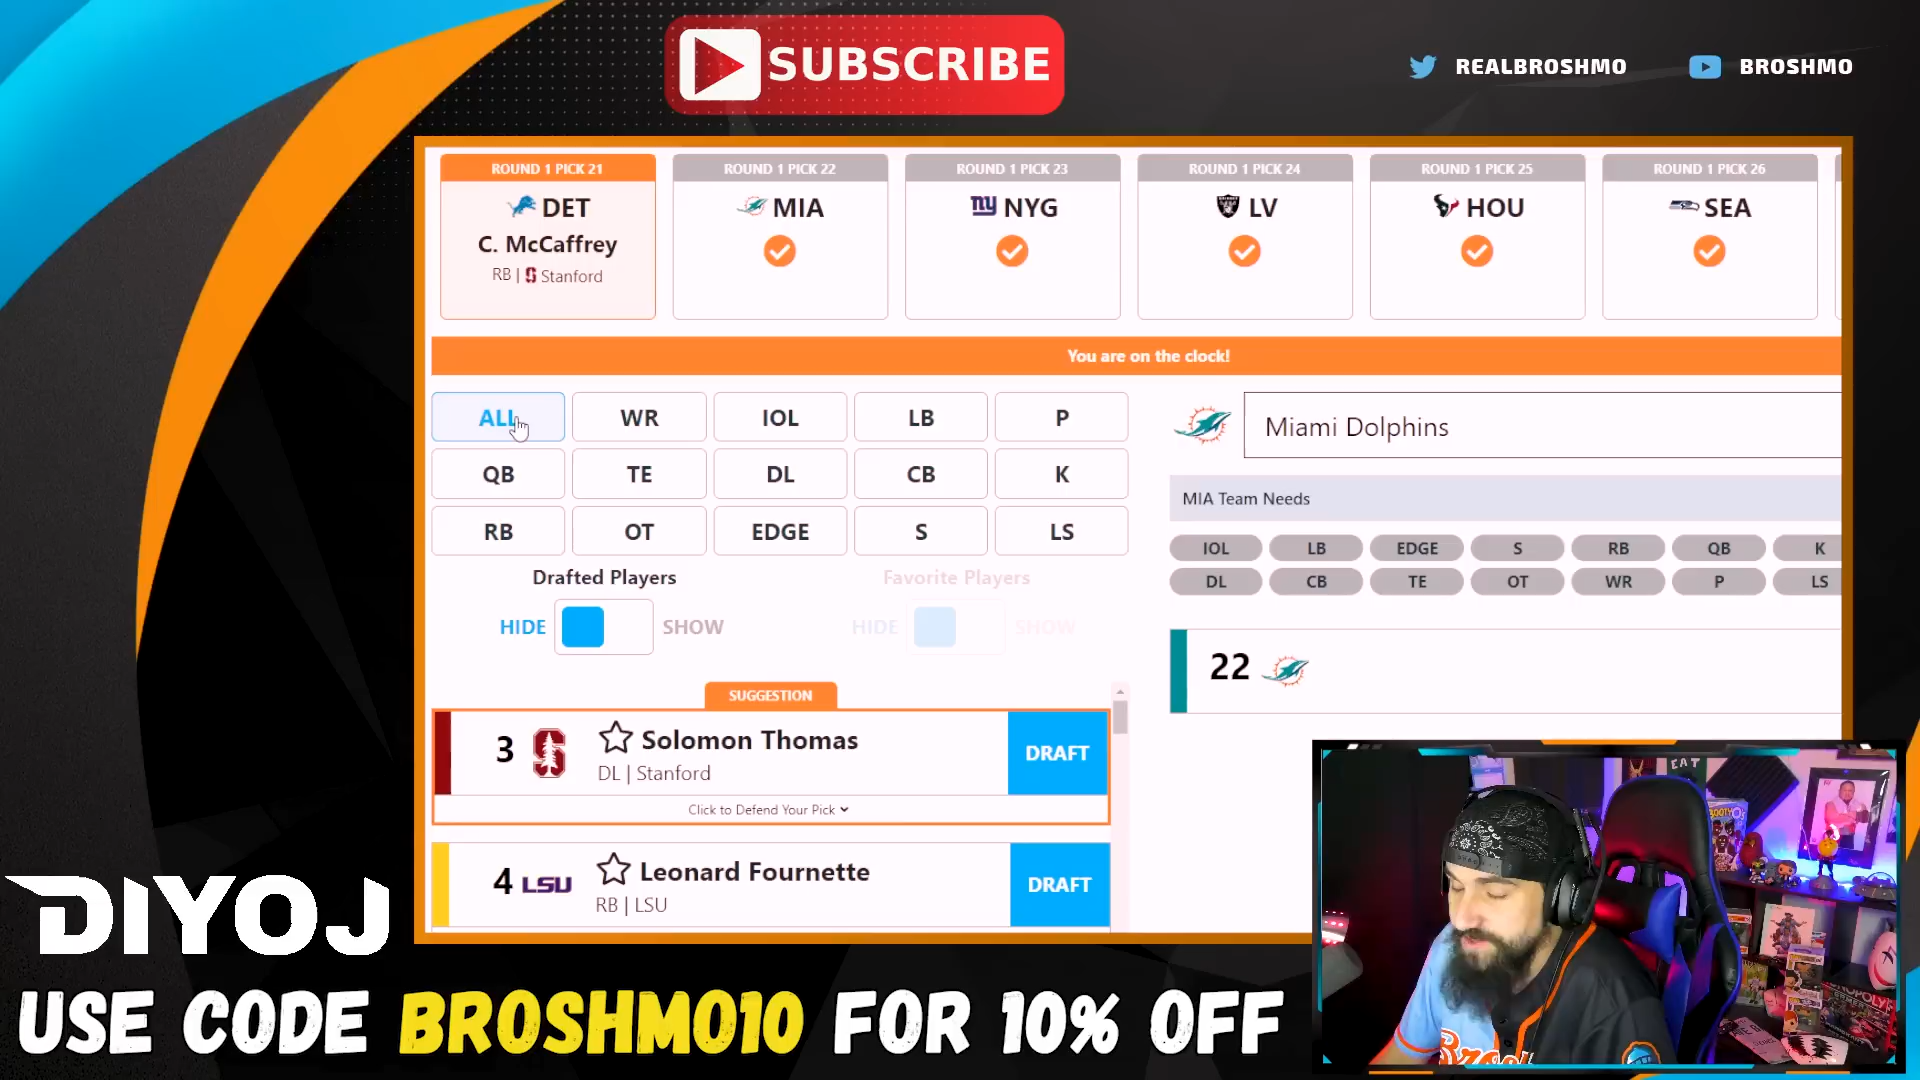 SUBSCRIBE
REALBROSHMO
BROSHMO
ROUND 1 PICK 21
DET
C. McCaffrey
RB | Stanford
ROUND 1 PICK 22
MIA
ROUND 1 PICK 23
ny NYG
ROUND 1 PICK 24
LV
ROUND 1 PICK 25
HOU
ROUND 1 PICK 26
SEA
You are on the clock!
ALL
WR
IOL
LB
P
QB
TE
DL
CB
K
RB
OT
EDGE
S
LS
Drafted Players
HIDE
SHOW
Favorite Players
HIDE
SHOW
SUGGESTION
3 S Solomon Thomas
DL | Stanford
DRAFT
Click to Defend Your Pick
4 LSU Leonard Fournette
RB | LSU
DRAFT
Miami Dolphins
MIA Team Needs
IOL LB EDGE S RB QB K
DL CB TE OT WR P LS
22
EAT
DIYOJ
USE CODE BROSHMO10 FOR 10% OFF